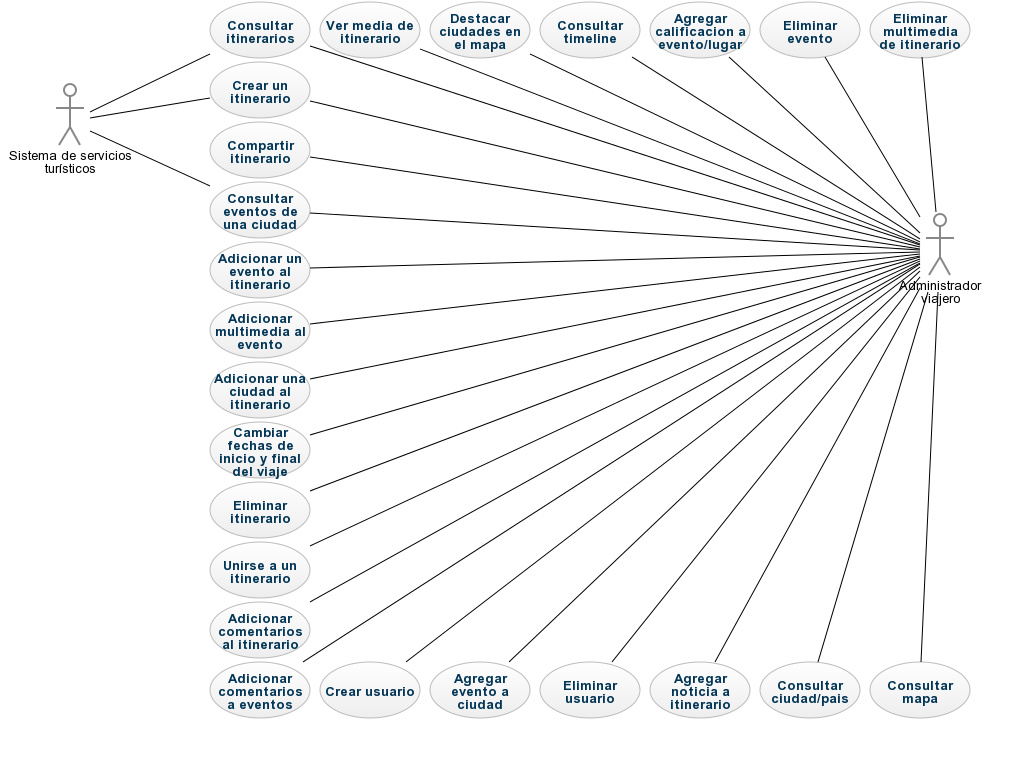 Consultar
itinerarios
Ver media de
itinerario
Destacar
ciudades en
el mapa
Consultar
timeline
Agregar
calificacion a
evento/lugar
Eliminar
evento
Eliminar
multimedia
de itinerario
Crear un
itinerario
Sistema de servicios
turísticos
Compartir
itinerario
Consultar
eventos de
una ciudad
Adicionar un
evento al
itinerario
Administrador
viajero
Adicionar
multimedia al
evento
Adicionar una
ciudad al
itinerario
Cambiar
fechas de
inicio y final
del viaje
Eliminar
itinerario
Unirse a un
itinerario
Adicionar
comentarios
al itinerario
Adicionar
comentarios
a eventos
Crear usuario
Agregar
evento a
ciudad
Eliminar
usuario
Agregar
noticia a
itinerario
Consultar
ciudad/pais
Consultar
mapa